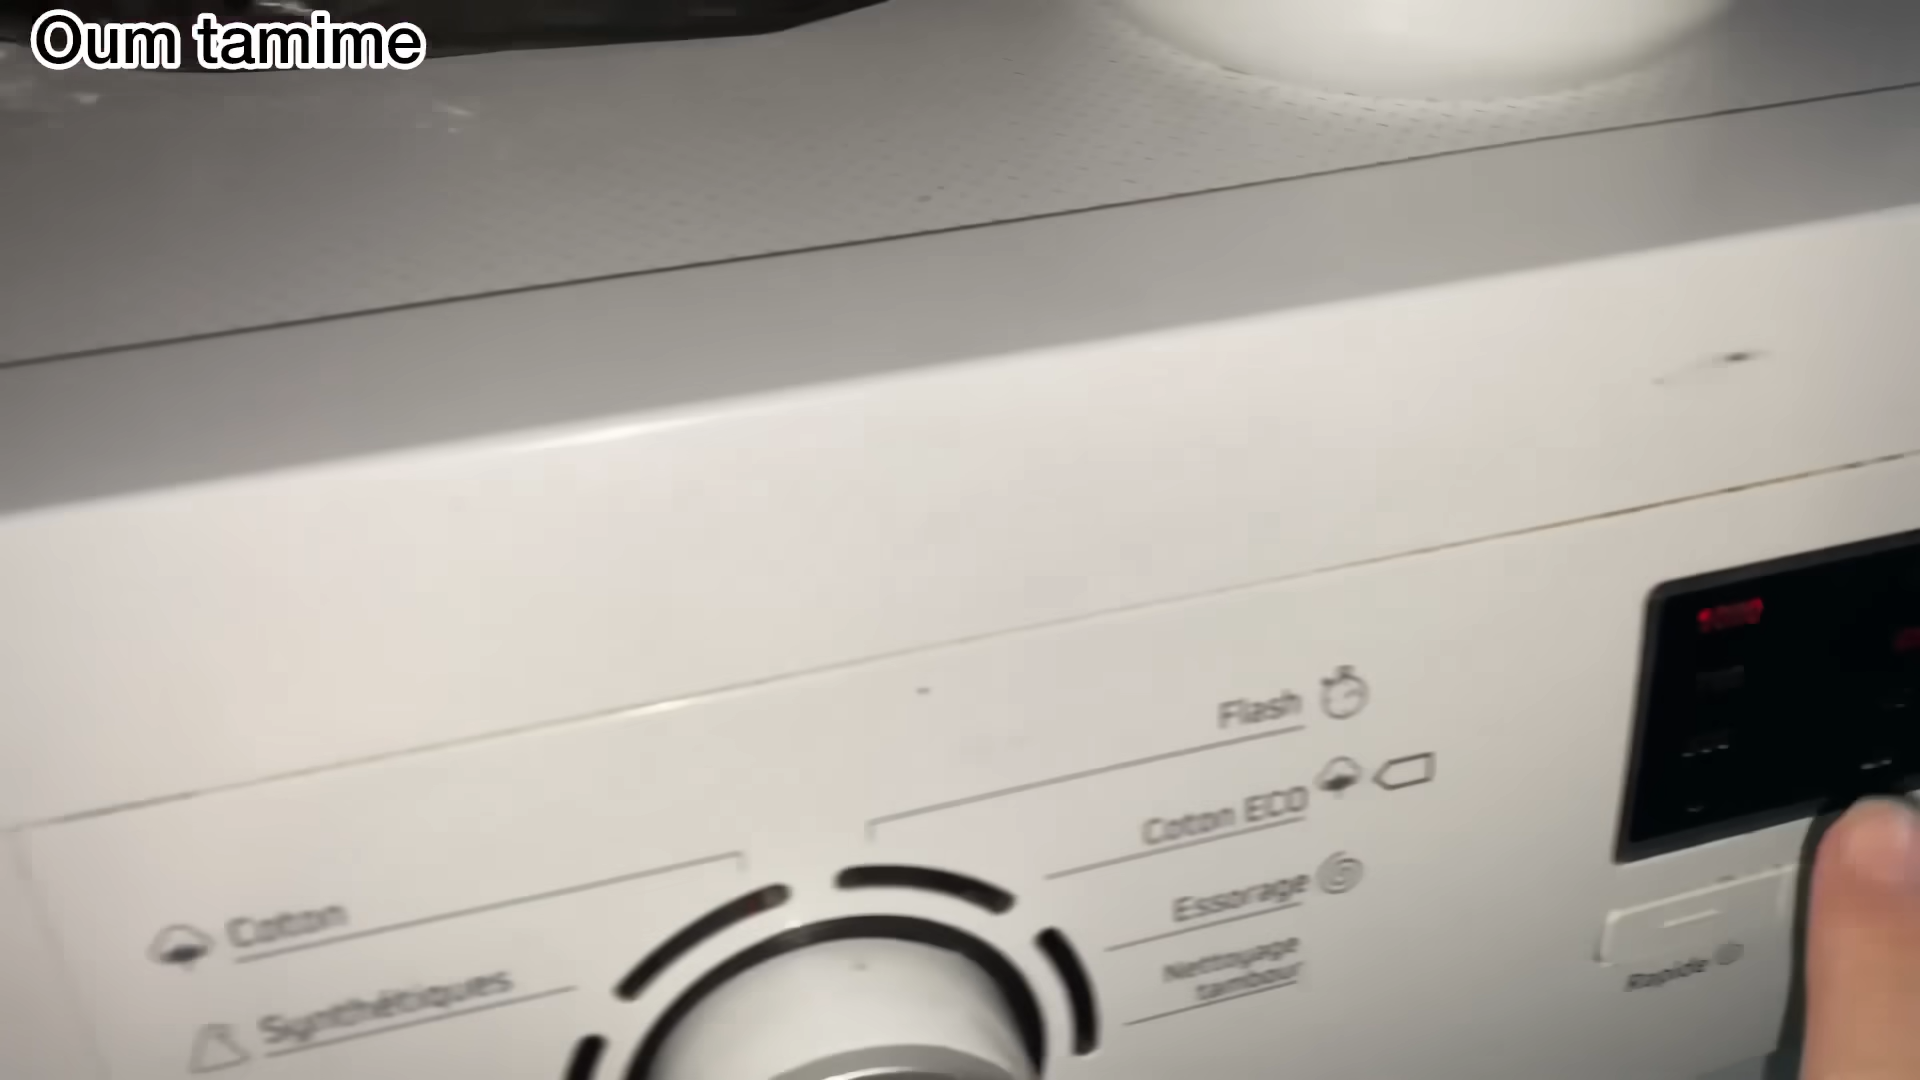 Oum tamime
Flash
Coton ECO
Essorage
Nettoyage
tambour
Coton
Synthétiques
Rapide